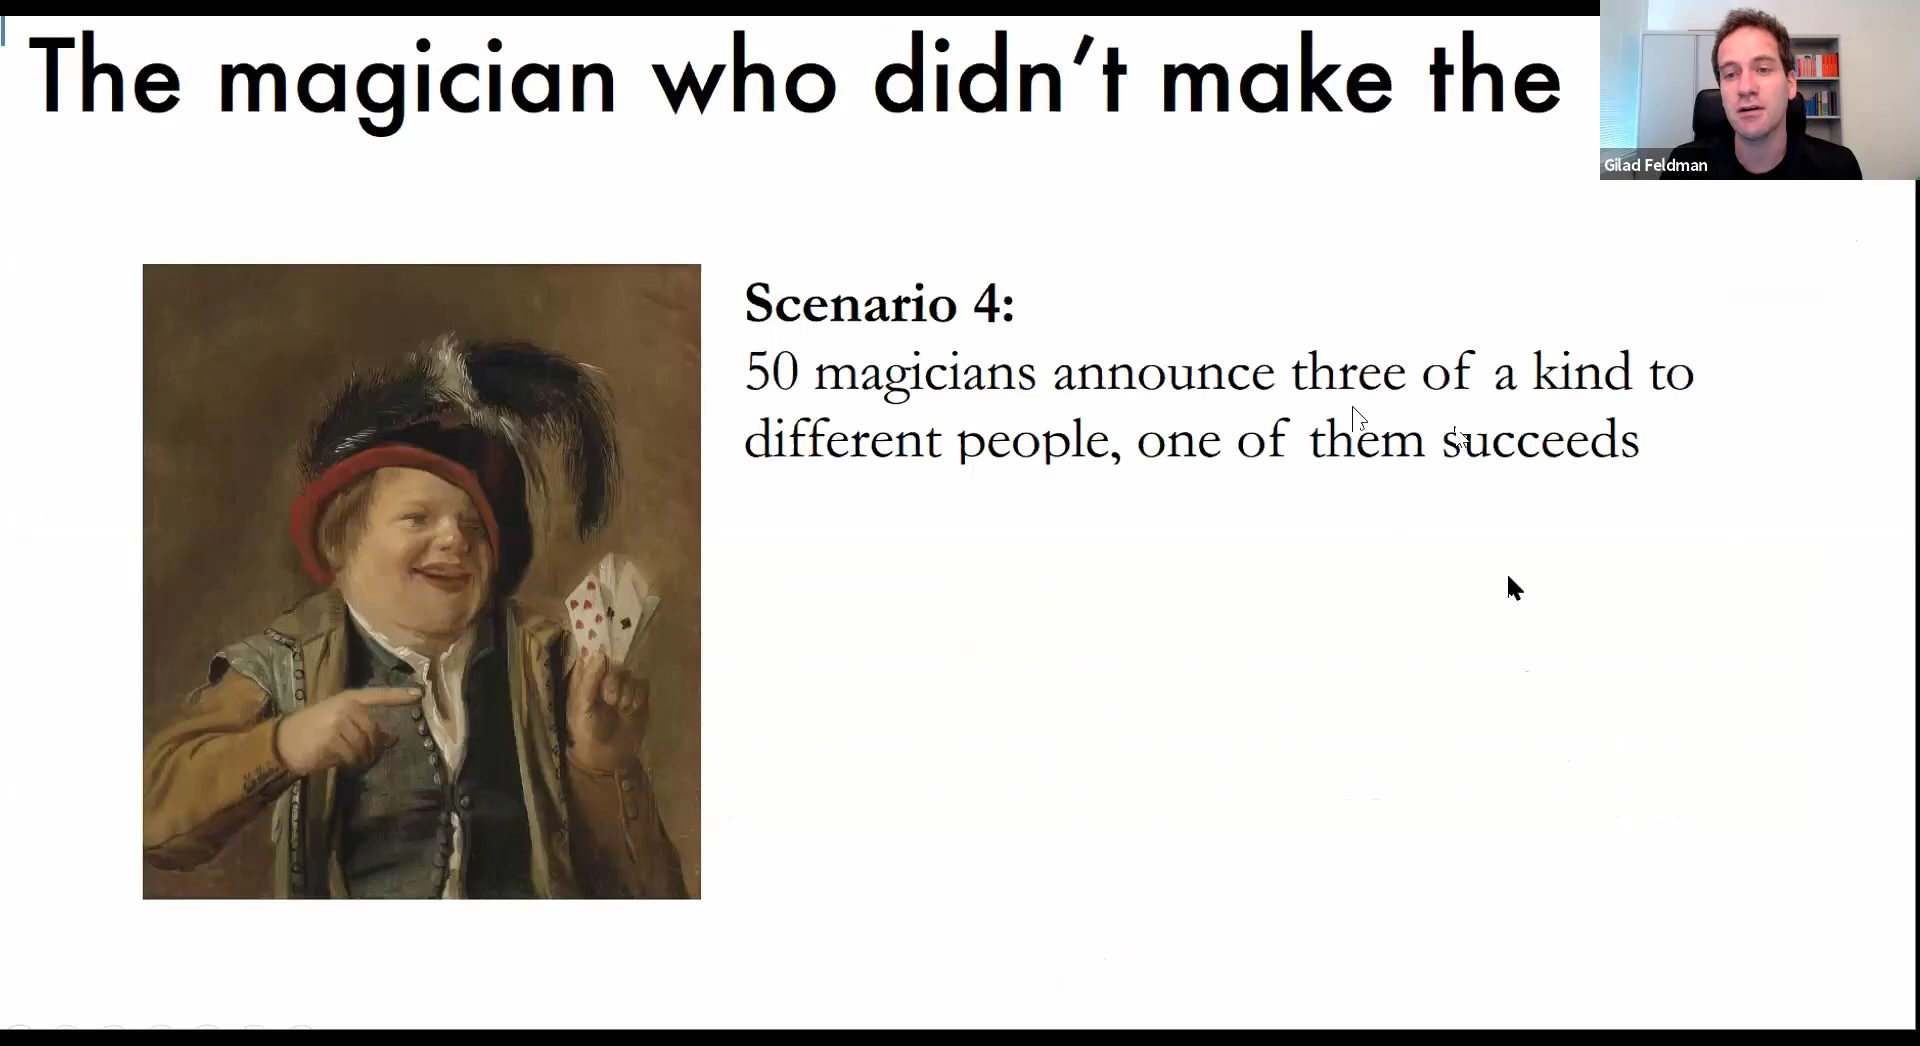 The magician who didn’t make the
Gilad Feldman
Scenario 4:
50 magicians announce three of a kind to
different people, one of them succeeds